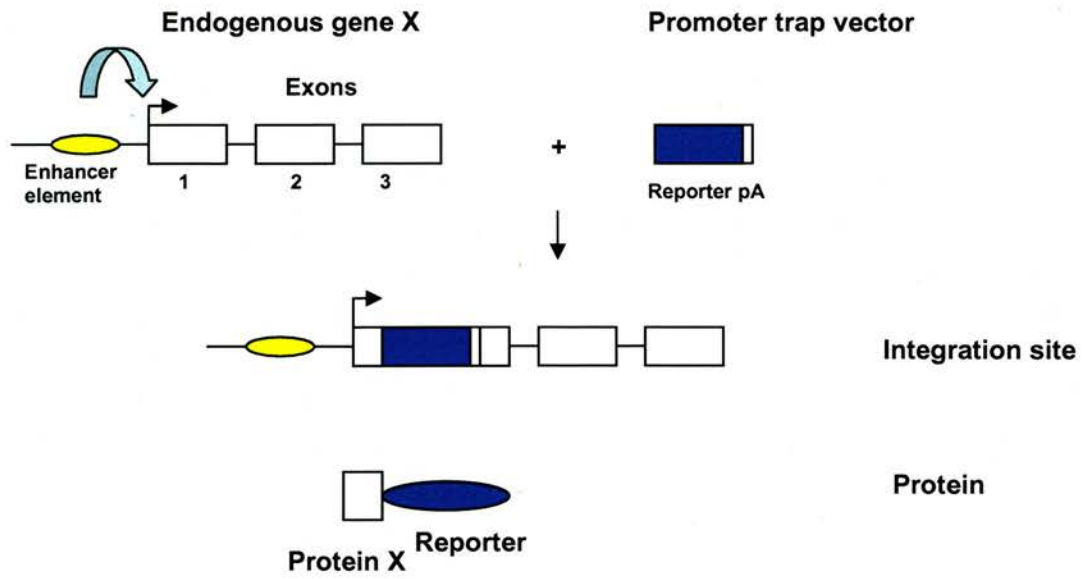 Endogenous gene X
Promoter trap vector
Exons
+
Enhancer
element
1
2
3
Reporter pA
Integration site
Protein
Reporter
Protein X